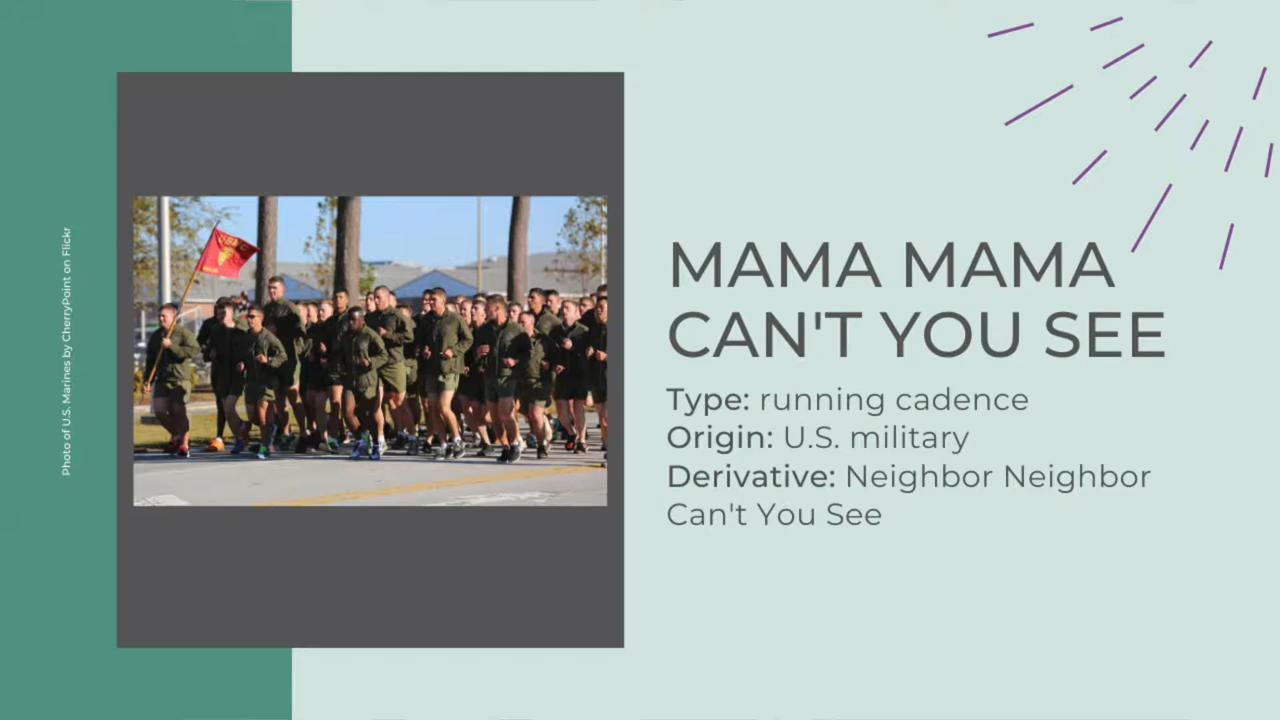 Photo of U.S. Marines by CherryPoint on Flickr
MAMA MAMA
CAN'T YOU SEE
Type: running cadence
Origin: U.S. military
Derivative: Neighbor Neighbor
Can't You See